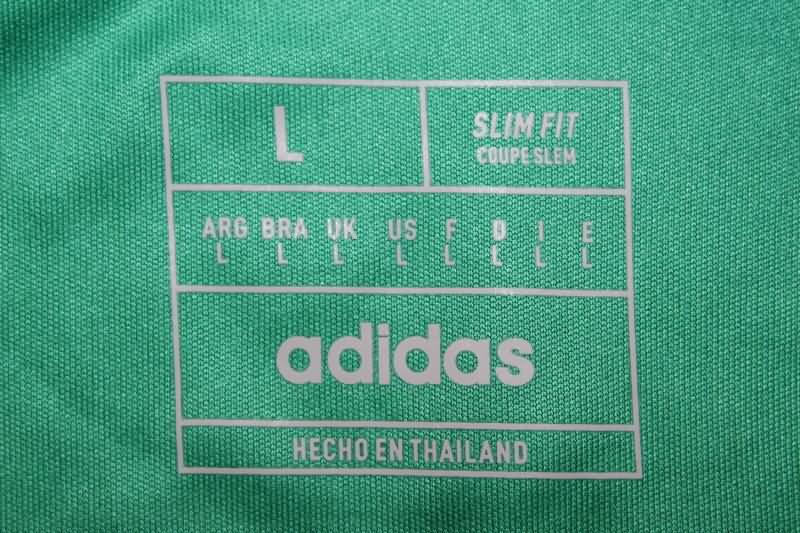 L
SLIM FIT
COUPE SLEM
ARG BRA UK US F D I E
L L L L L L L L
adidas
HECHO EN THAILAND